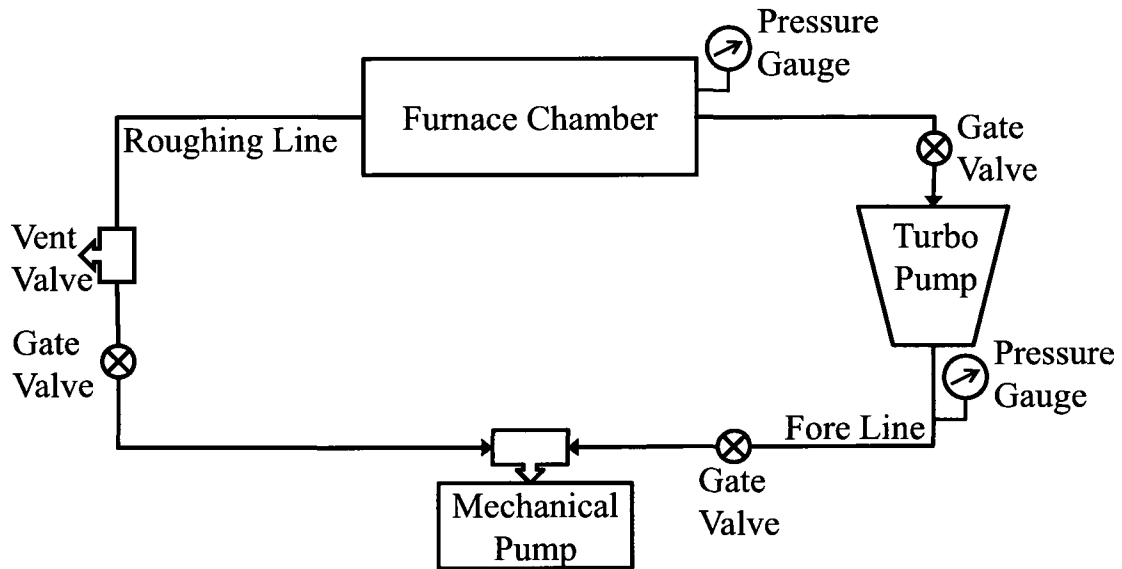 Pressure
Gauge
Furnace Chamber
Roughing Line
Gate
Valve
Vent
Valve
Turbo
Pump
Gate
Valve
Pressure
Gauge
Fore Line
Gate
Valve
Mechanical
Pump